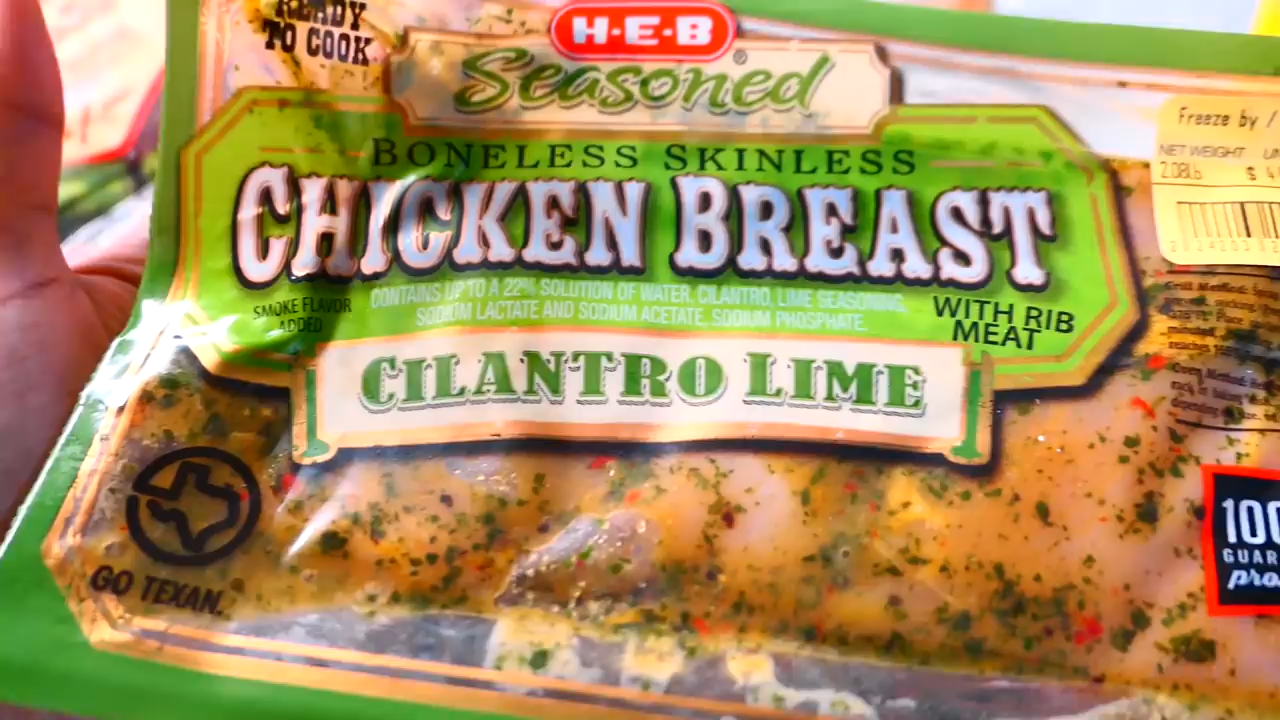 READY
TO COOK
H-E-B
Seasoned
BONELESS SKINLESS
CHICKEN BREAST
SMOKE FLAVOR
ADDED
CONTAINS UP TO A 22% SOLUTION OF WATER, CILANTRO, LIME SEASONING,
SODIUM LACTATE AND SODIUM ACETATE, SODIUM PHOSPHATE.
WITH RIB
MEAT
CILANTRO LIME
GO TEXAN.
Freeze by /
NET WEIGHT
2.08lb $ 4
100
GUAR
pro